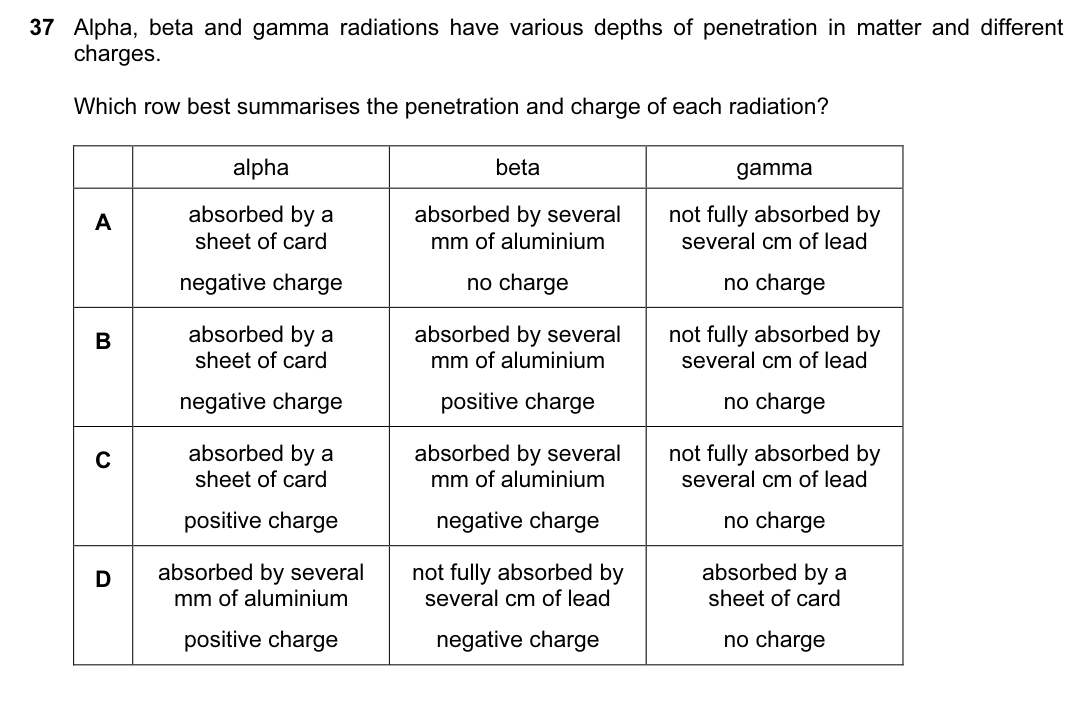 37 Alpha, beta and gamma radiations have various depths of penetration in matter and different
charges.
Which row best summarises the penetration and charge of each radiation?
alpha beta gamma
A absorbed by a sheet of card absorbed by several mm of aluminium not fully absorbed by several cm of lead
negative charge no charge no charge
B absorbed by a sheet of card absorbed by several mm of aluminium not fully absorbed by several cm of lead
negative charge positive charge no charge
C absorbed by a sheet of card absorbed by several mm of aluminium not fully absorbed by several cm of lead
positive charge negative charge no charge
D absorbed by several mm of aluminium not fully absorbed by several cm of lead absorbed by a sheet of card
positive charge negative charge no charge